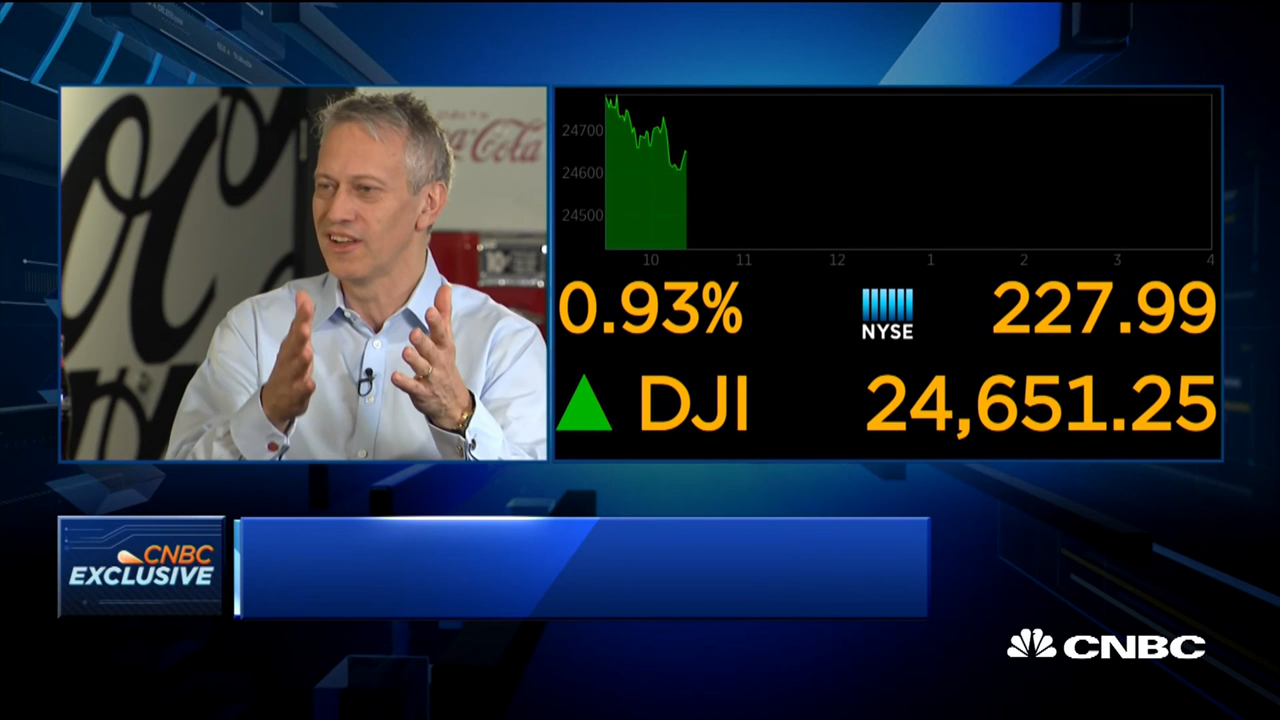 Coca-Cola
24700
24600
24500
10 11 12 1 2 3 4
0.93% NYSE 227.99
DJI 24,651.25
CNBC
EXCLUSIVE
CNBC